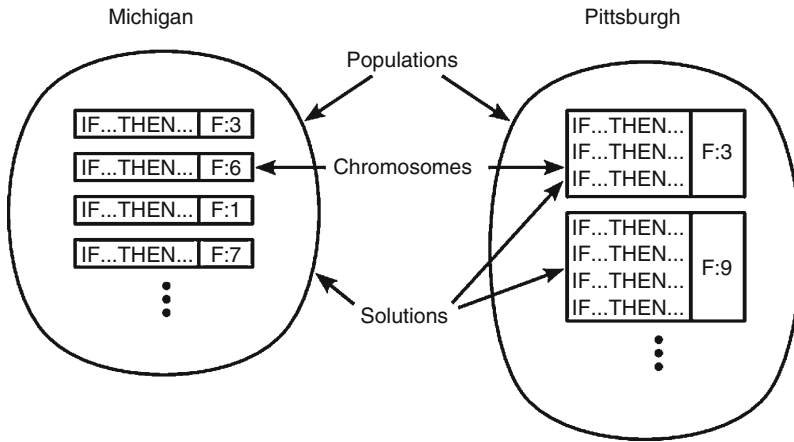 Michigan
Pittsburgh
Populations
IF...THEN... F:3
IF...THEN... F:6
IF...THEN... F:1
IF...THEN... F:7
Chromosomes
Solutions
IF...THEN...
IF...THEN...
IF...THEN...
F:3
IF...THEN...
IF...THEN...
IF...THEN...
IF...THEN...
F:9